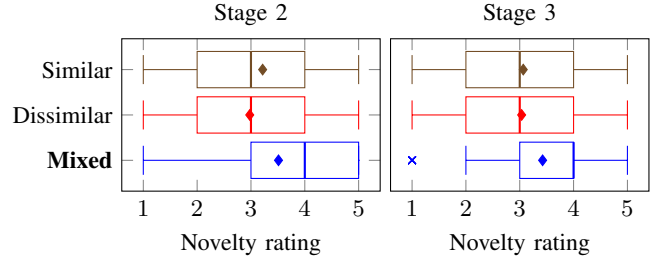 Stage 2 Stage 3
Similar
Dissimilar
Mixed
1 2 3 4 5 1 2 3 4 5
Novelty rating Novelty rating